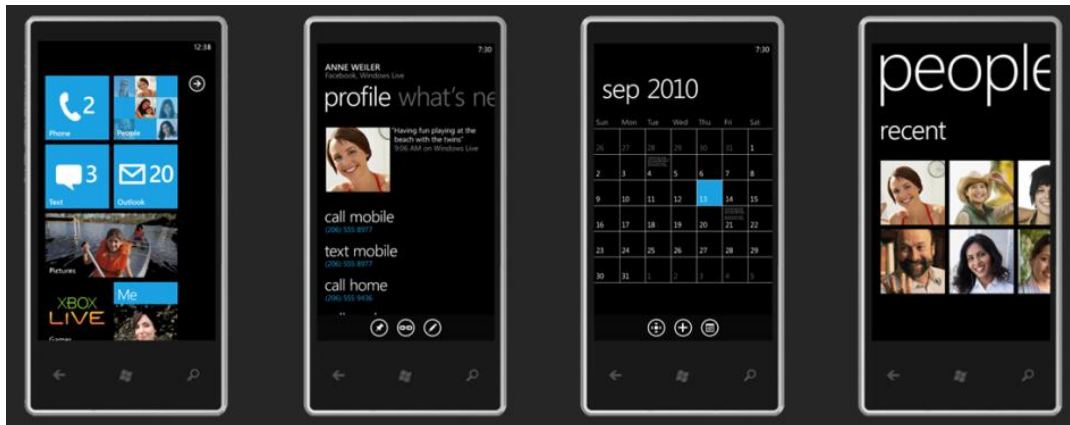 12:38
2
Phone
People
3
Text
20
Outlook
Pictures
XBOX
LIVE
Me
Games
7:30
ANNE WEILER
Facebook, Windows Live
profile what's ne
"Having fun playing at the
beach with the twins"
9:06 AM on Windows Live
call mobile
(206) 555 8977
text mobile
(206) 555 8977
call home
(206) 555 9436
7:30
sep 2010
Sun Mon Tue Wed Thu Fri Sat
26 27 28 29 30 31 1
2 3 4 5 6 7 8
9 10 11 12 13 14 15
16 17 18 19 20 21 22
23 24 25 26 27 28 29
30 31 1 2 3 4 5
people
recent